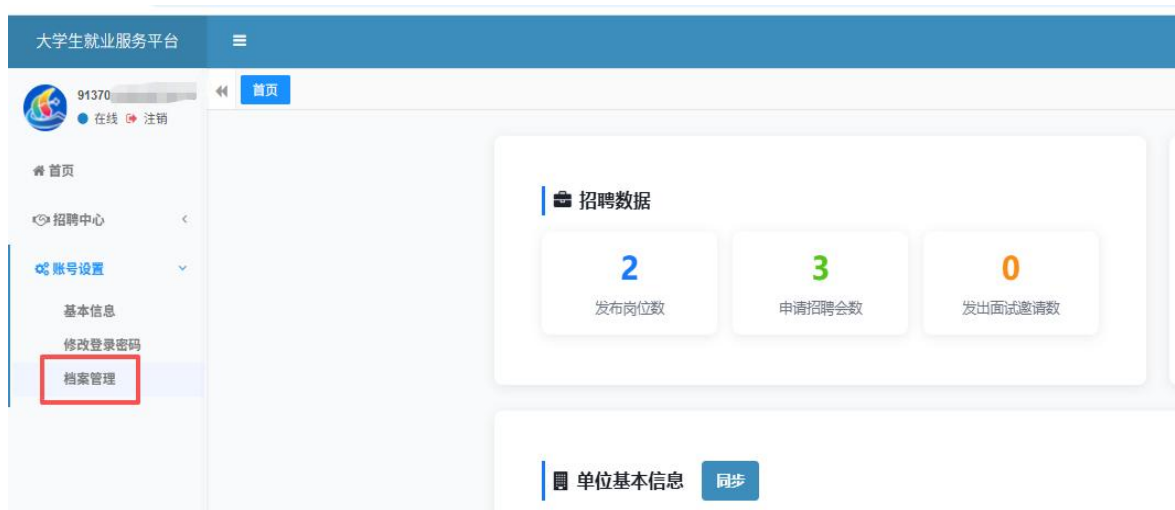 大学生就业服务平台
91370
在线 注销
首页
首页
招聘中心
账号设置
基本信息
修改登录密码
档案管理
招聘数据
2
发布岗位数
3
申请招聘会数
0
发出面试邀请数
单位基本信息
同步